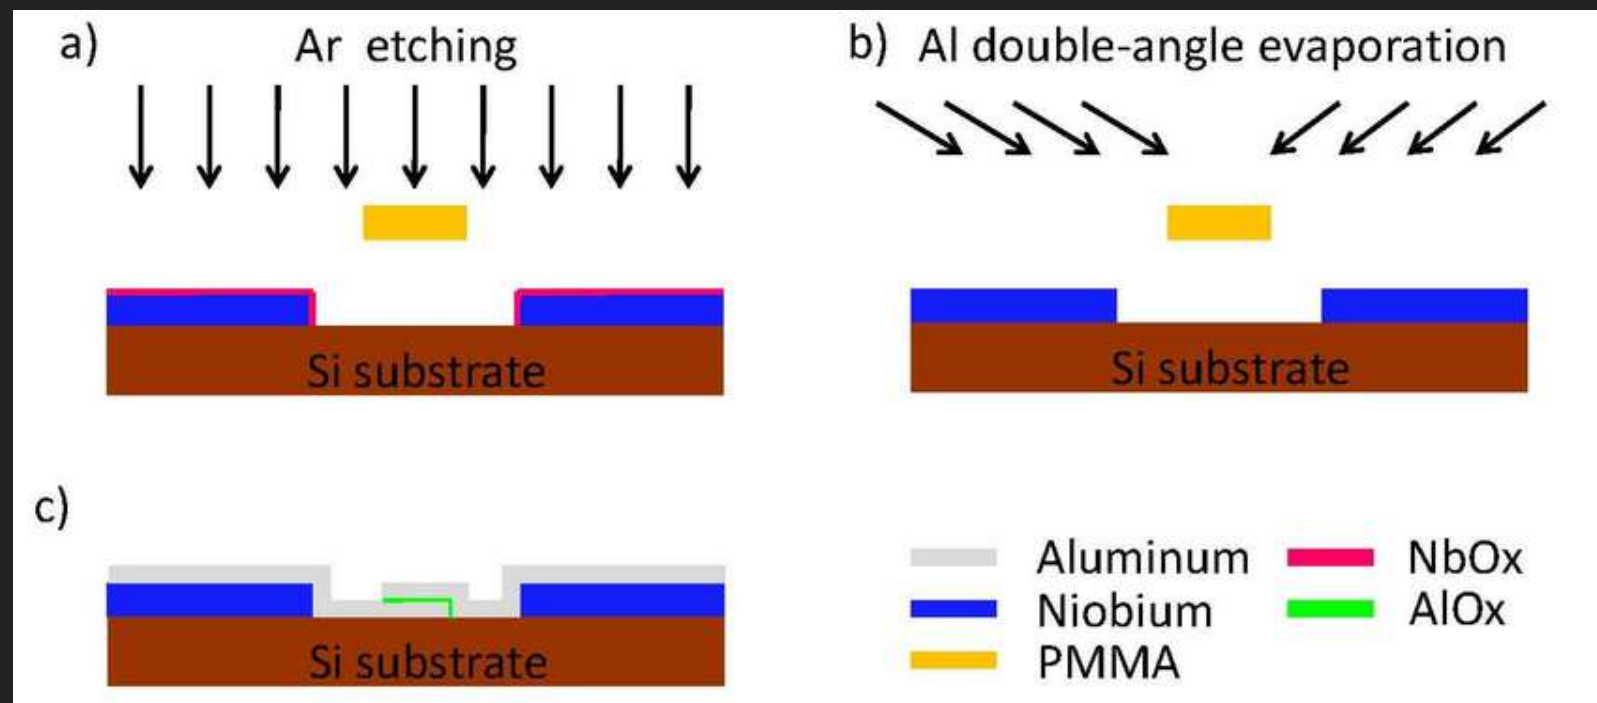 a) Ar etching
b) Al double-angle evaporation
Si substrate
Si substrate
c)
Aluminum
NbOx
Niobium
AlOx
PMMA
Si substrate